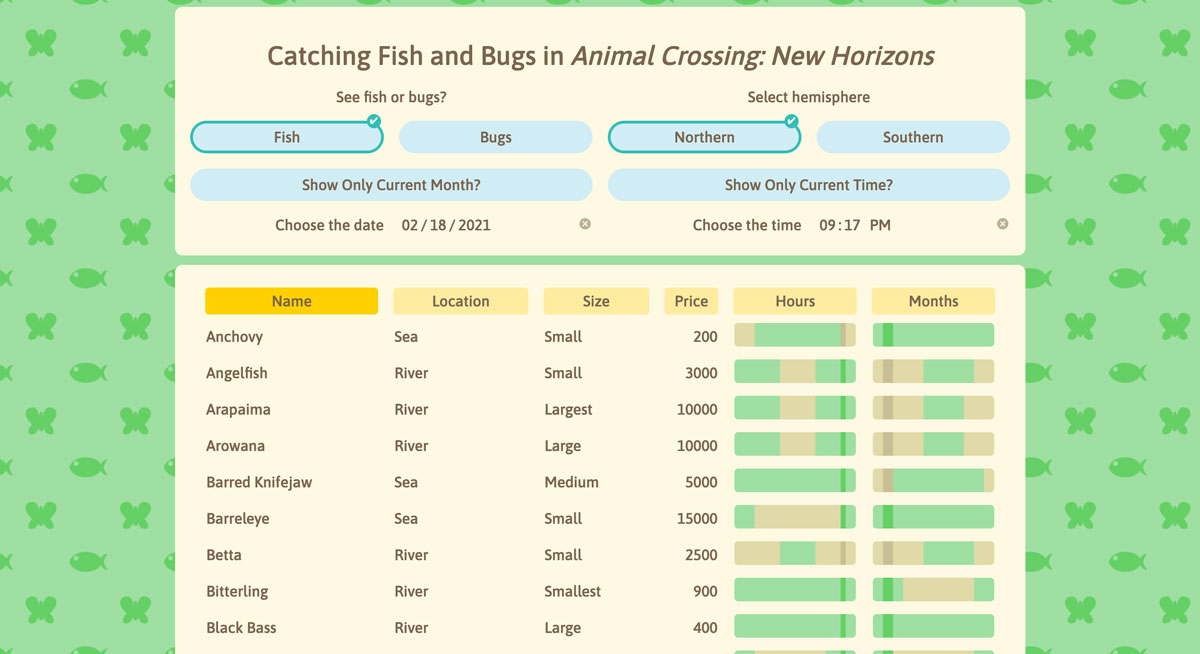 Catching Fish and Bugs in Animal Crossing: New Horizons
See fish or bugs? Select hemisphere
Fish Bugs Northern Southern
Show Only Current Month? Show Only Current Time?
Choose the date 02/18/2021 Choose the time 09:17 PM
Name Location Size Price Hours Months
Anchovy Sea Small 200
Angelfish River Small 3000
Arapaima River Largest 10000
Arowana River Large 10000
Barred Knifejaw Sea Medium 5000
Barreleye Sea Small 15000
Betta River Small 2500
Bitterling River Smallest 900
Black Bass River Large 400